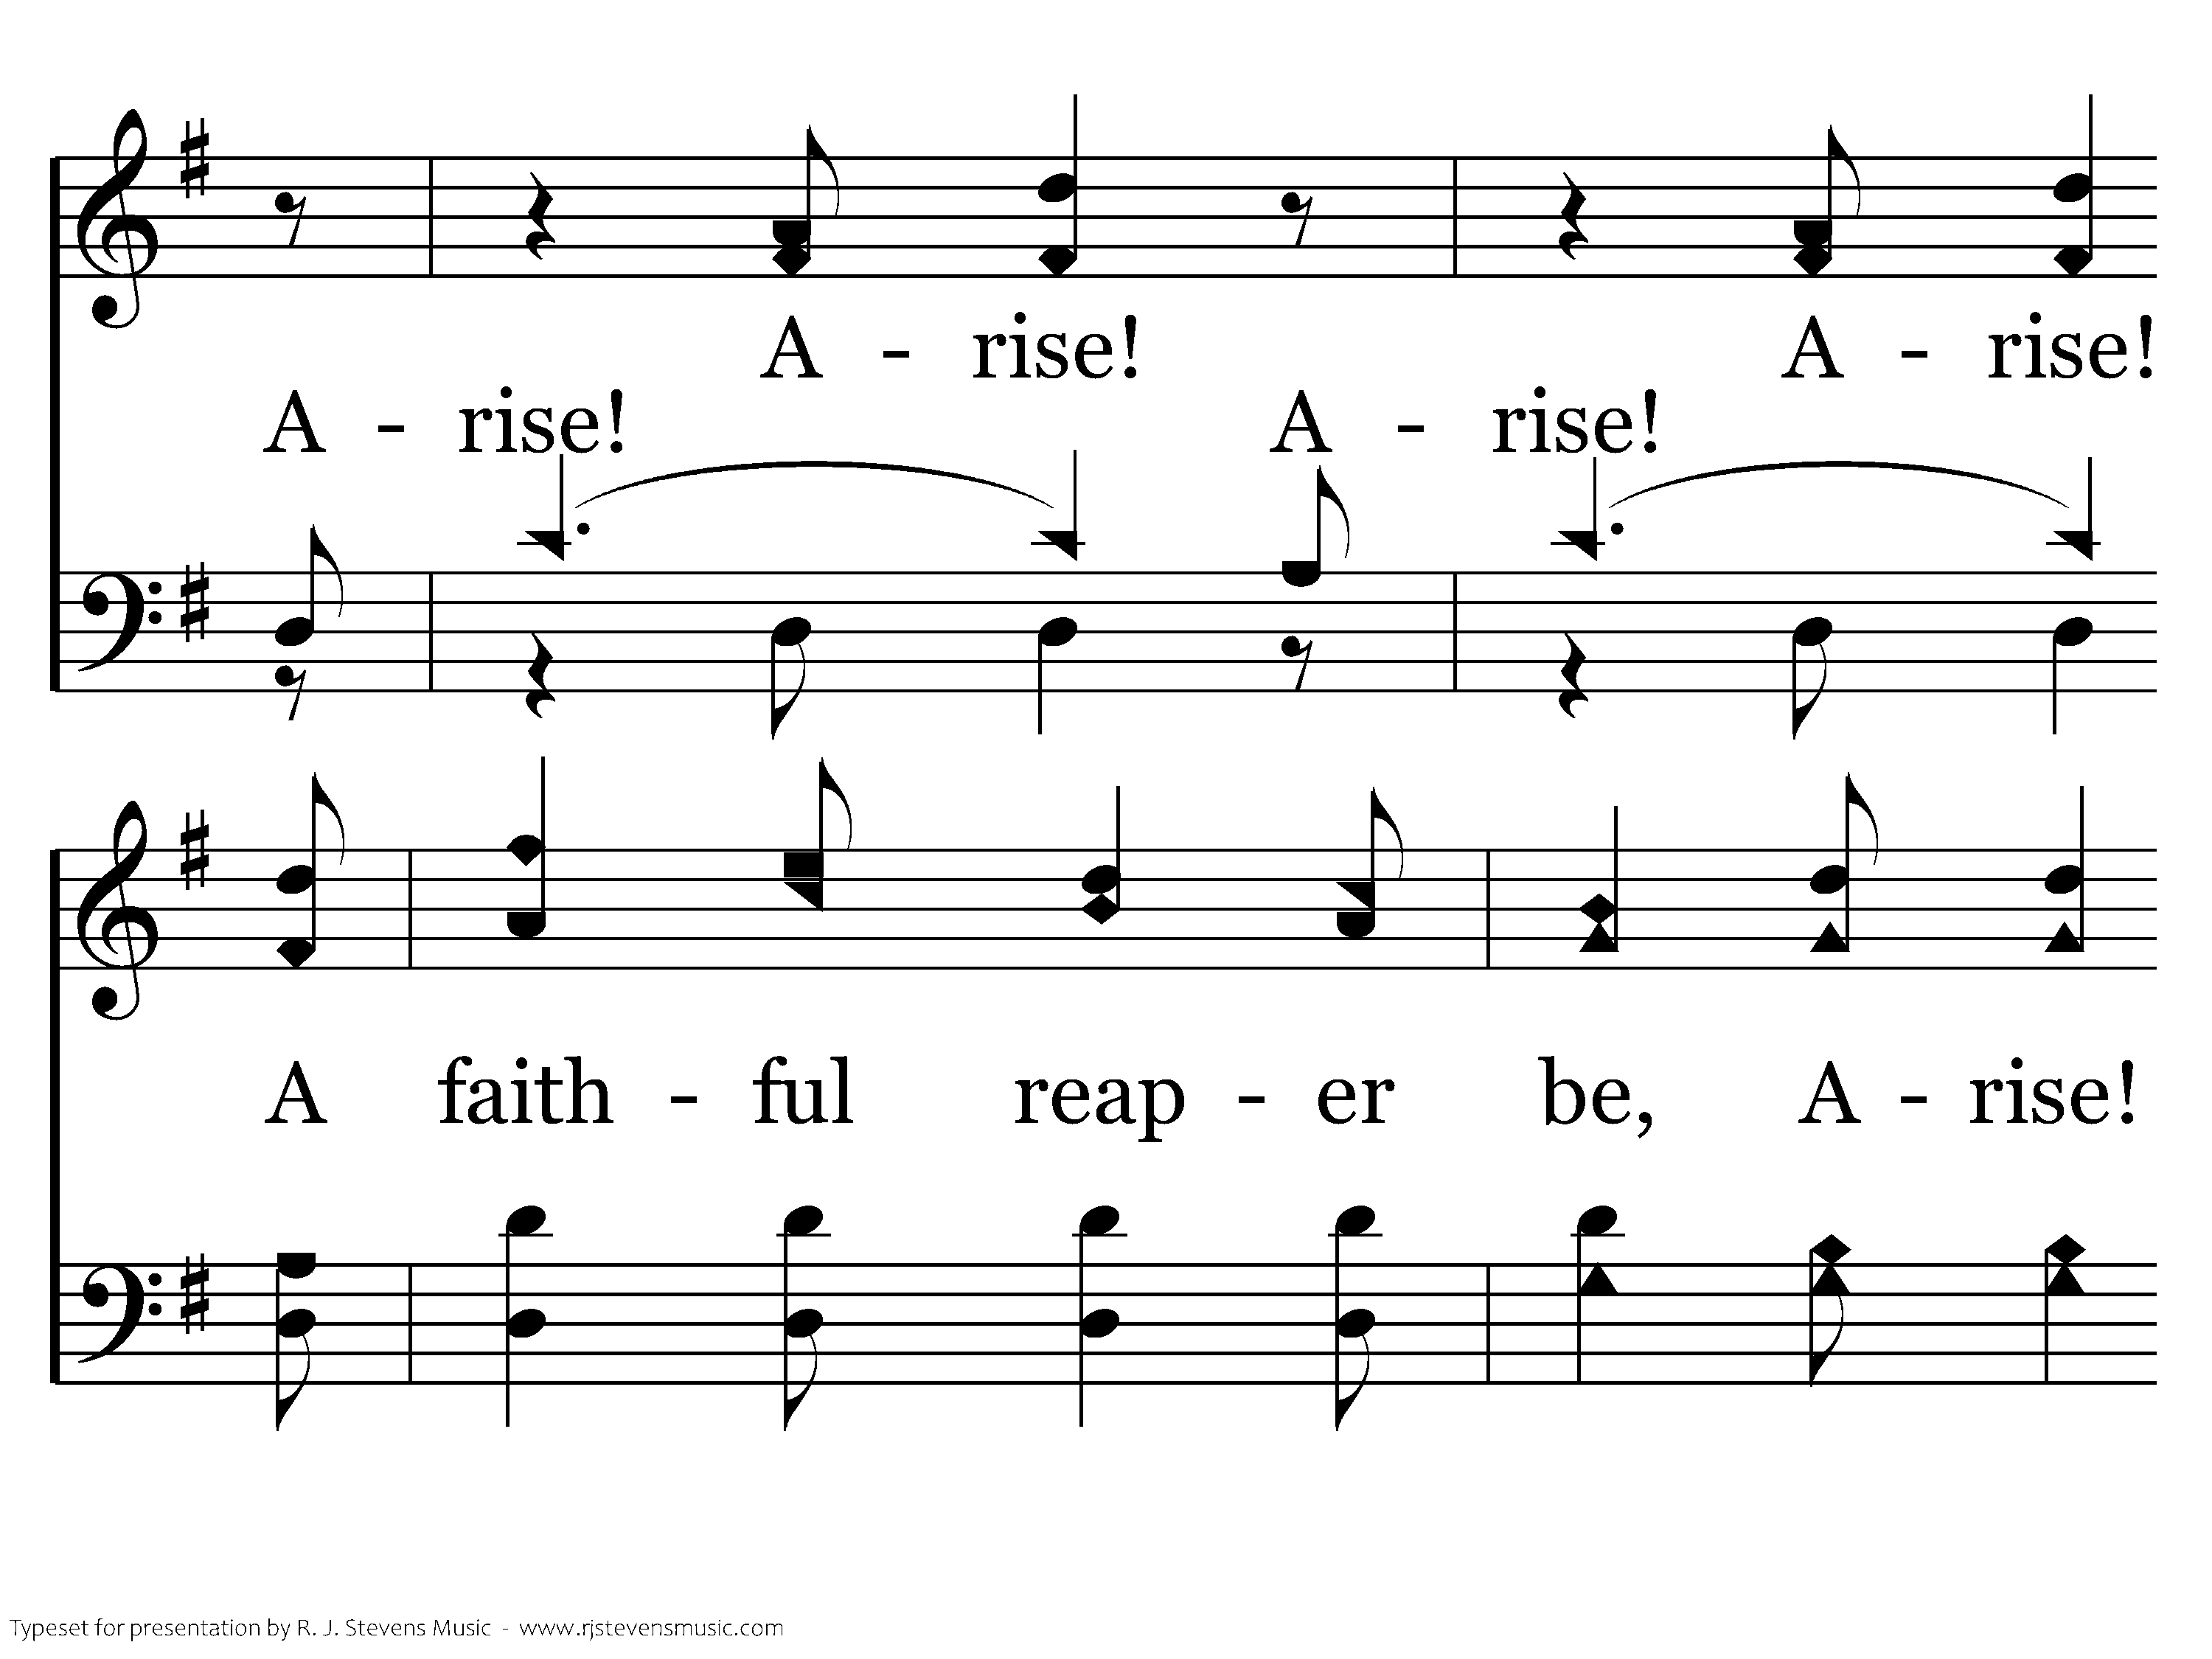 A - rise! A - rise!
A - rise! A - rise!
A faith - ful reap - er be, A - rise!
Typeset for presentation by R. J. Stevens Music - www.rjstevensmusic.com